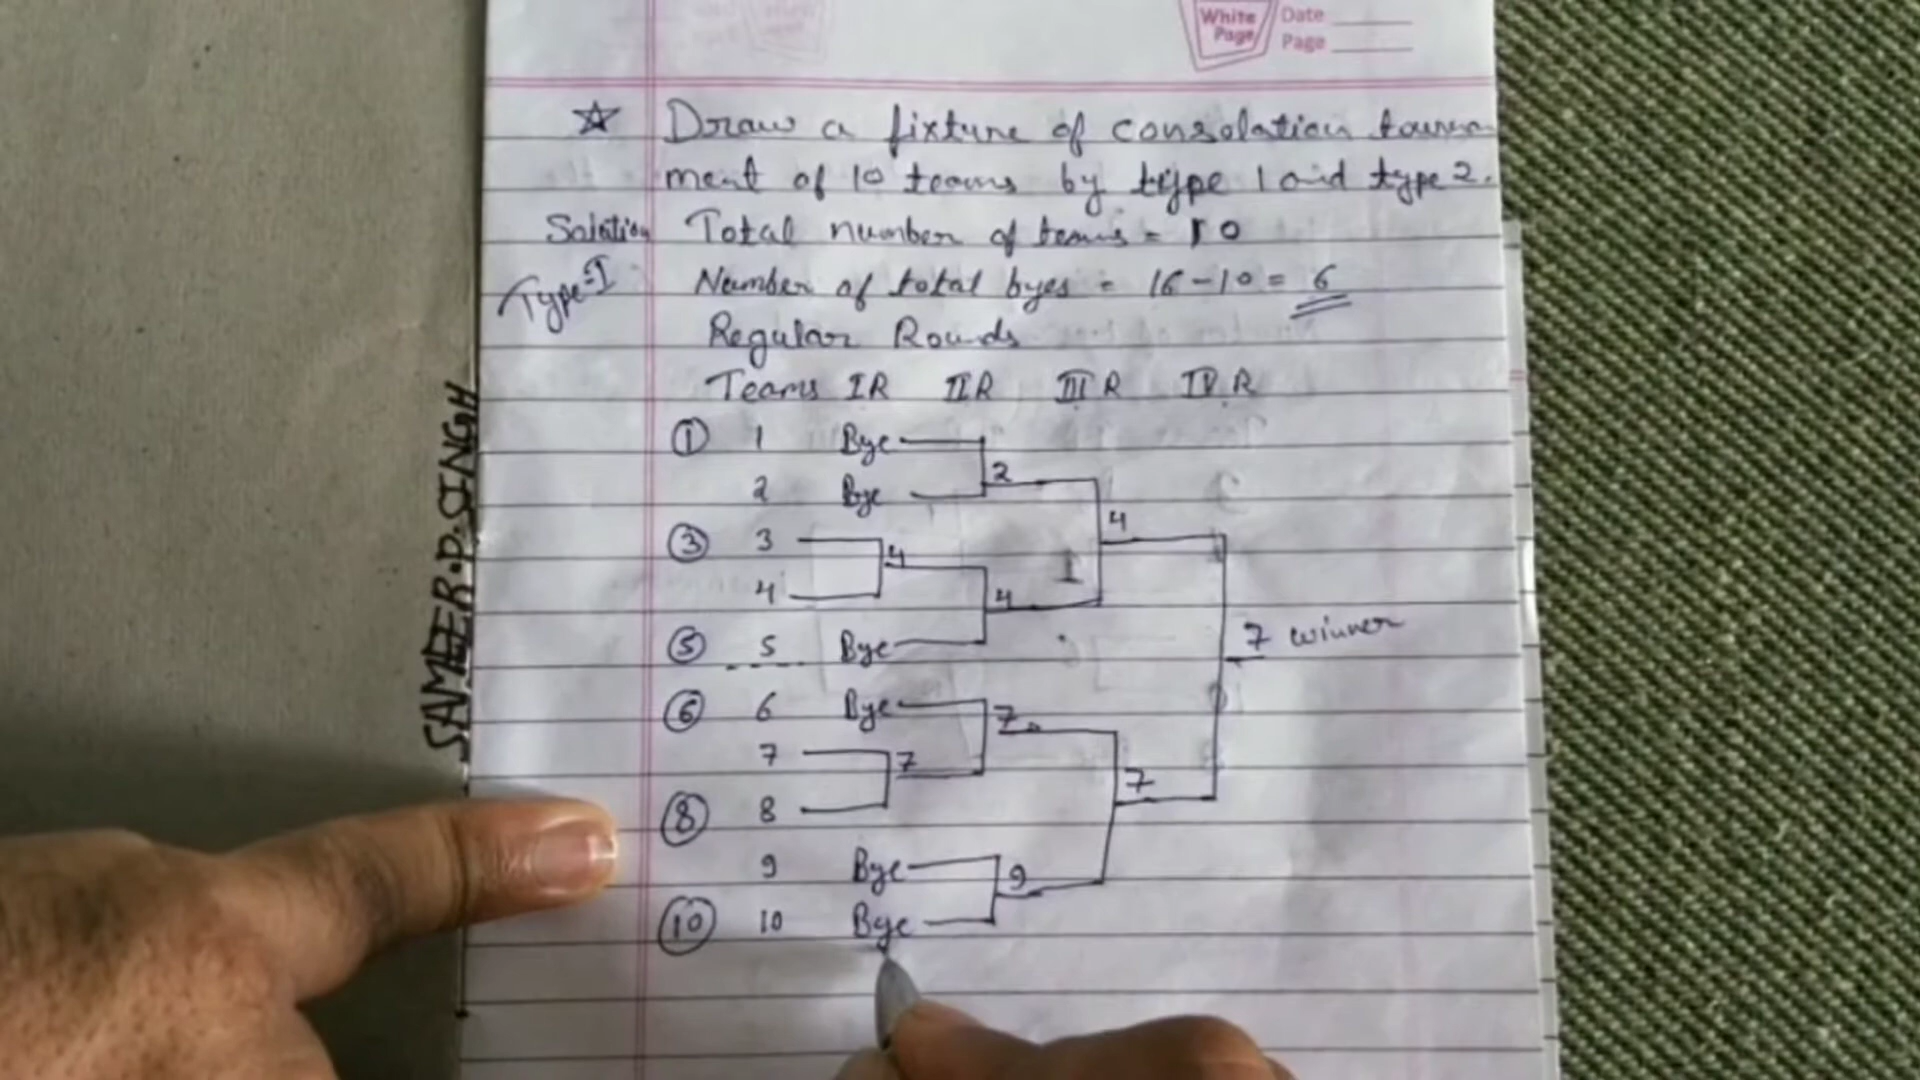 White Page
Date
Page
☆ Draw a fixture of consolation tourna
ment of 10 teams by type 1 and type 2.
Solution Total number of teams = 10
Type-I Number of total byes = 16-10 = 6
Regular Rounds
Teams IR IIR IIIR IVR
① 1 Bye
2
2 Bye
4
③ 3
4
4
4
⑤ 5 Bye
7 winner
⑥ 6 Bye
7
7
7
7
⑧ 8
9 Bye
9
⑩ 10 Bye
SAMEER.P.SINGH